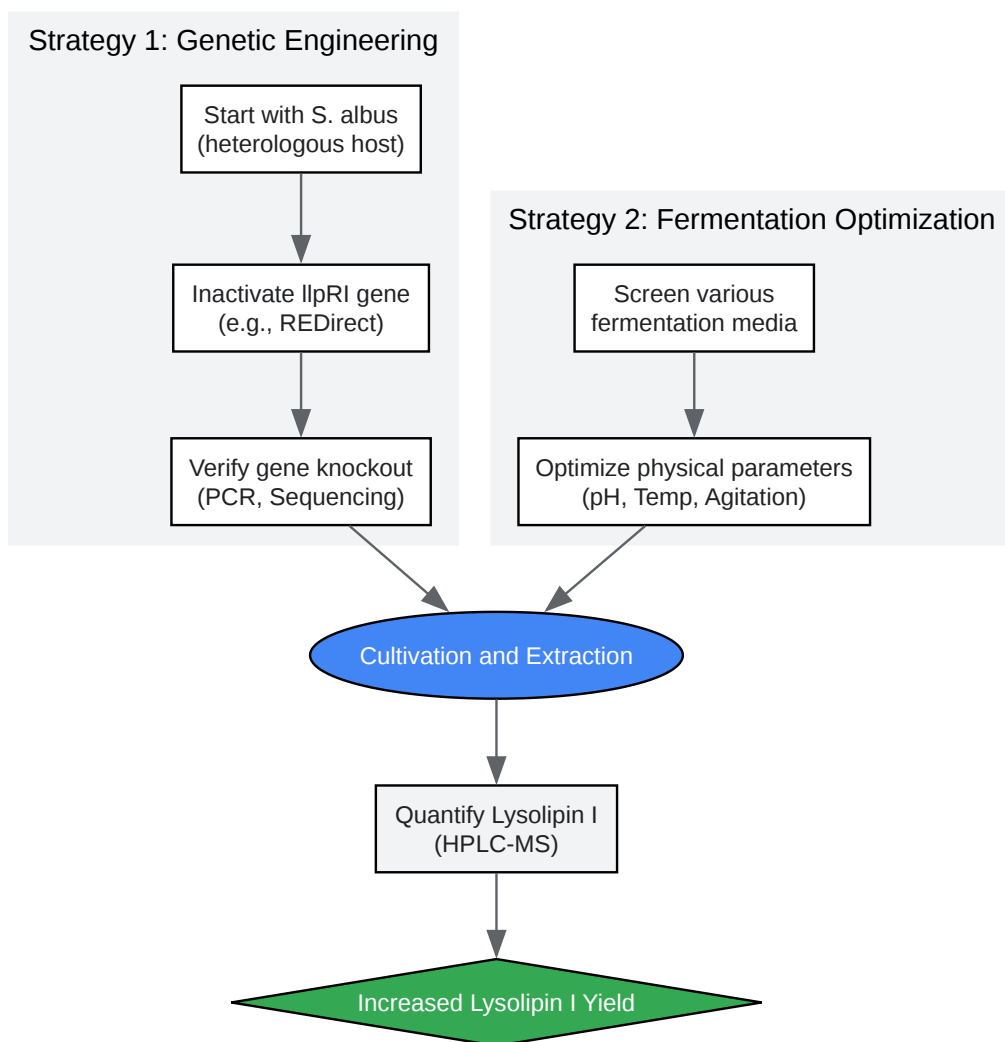 Strategy 1: Genetic Engineering
Start with S. albus
(heterologous host)
Inactivate llpRI gene
(e.g., REDirect)
Verify gene knockout
(PCR, Sequencing)
Strategy 2: Fermentation Optimization
Screen various
fermentation media
Optimize physical parameters
(pH, Temp, Agitation)
Cultivation and Extraction
Quantify Lysolipin I
(HPLC-MS)
Increased Lysolipin I Yield